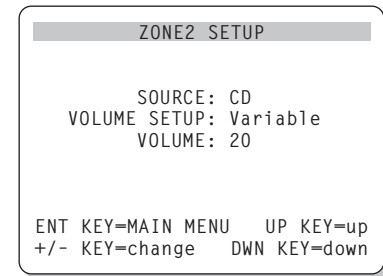 ZONE2 SETUP
SOURCE: CD
VOLUME SETUP: Variable
VOLUME: 20
ENT KEY=MAIN MENU UP KEY=up
+/- KEY=change DWN KEY=down